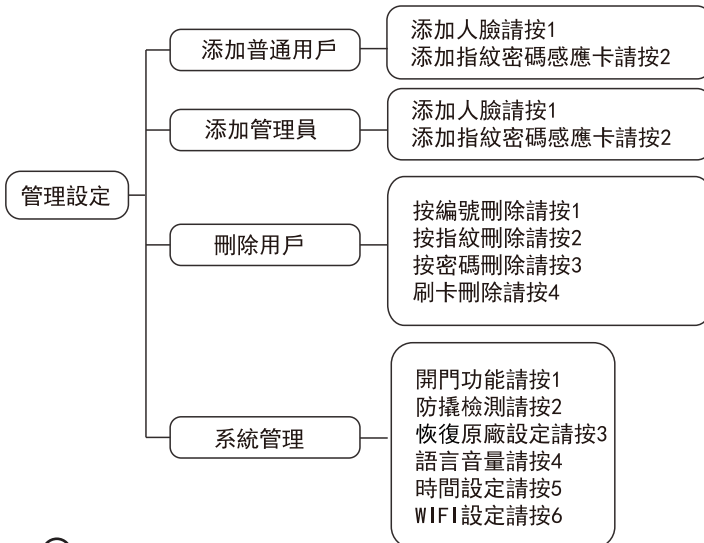 添加普通用戶
添加人臉請按1
添加指紋密碼感應卡請按2
添加管理員
添加人臉請按1
添加指紋密碼感應卡請按2
管理設定
刪除用戶
按編號刪除請按1
按指紋刪除請按2
按密碼刪除請按3
刷卡刪除請按4
系統管理
開門功能請按1
防撬檢測請按2
恢復原廠設定請按3
語言音量請按4
時間設定請按5
WIFI設定請按6